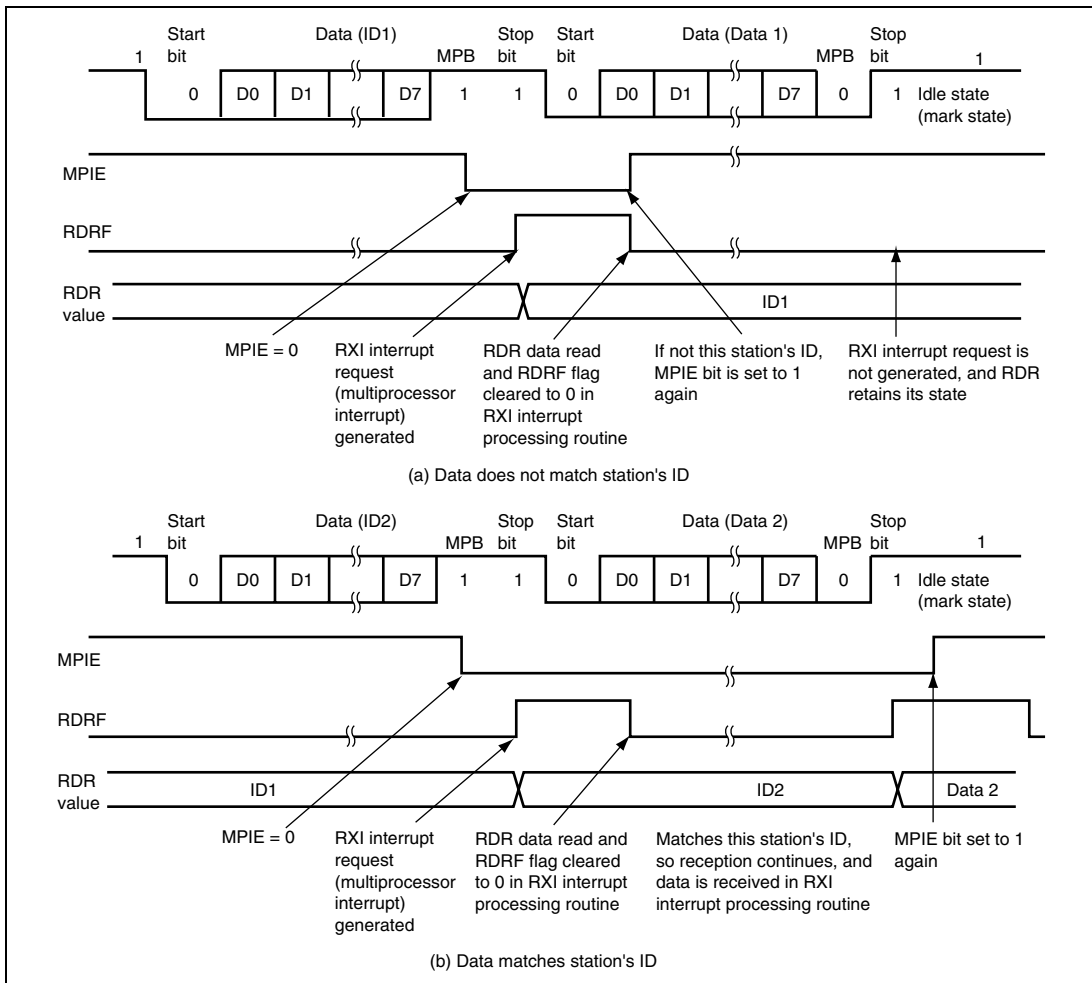 Start bit Data (ID1) MPB Stop bit Start bit Data (Data 1) MPB Stop bit
1 0 D0 D1 D7 1 1 0 D0 D1 D7 0 1 1
Idle state
(mark state)
MPIE
RDRF
RDR
value
ID1
MPIE = 0
RXI interrupt
request
(multiprocessor
interrupt)
generated
RDR data read
and RDRF flag
cleared to 0 in
RXI interrupt
processing routine
If not this station's ID,
MPIE bit is set to 1
again
RXI interrupt request is
not generated, and RDR
retains its state
(a) Data does not match station's ID
Start bit Data (ID2) MPB Stop bit Start bit Data (Data 2) MPB Stop bit
1 0 D0 D1 D7 1 1 0 D0 D1 D7 0 1 1
Idle state
(mark state)
MPIE
RDRF
RDR
value
ID1 ID2 Data 2
MPIE = 0
RXI interrupt
request
(multiprocessor
interrupt)
generated
RDR data read and
RDRF flag cleared
to 0 in RXI interrupt
processing routine
Matches this station's ID,
so reception continues, and
data is received in RXI
interrupt processing routine
MPIE bit set to 1
again
(b) Data matches station's ID